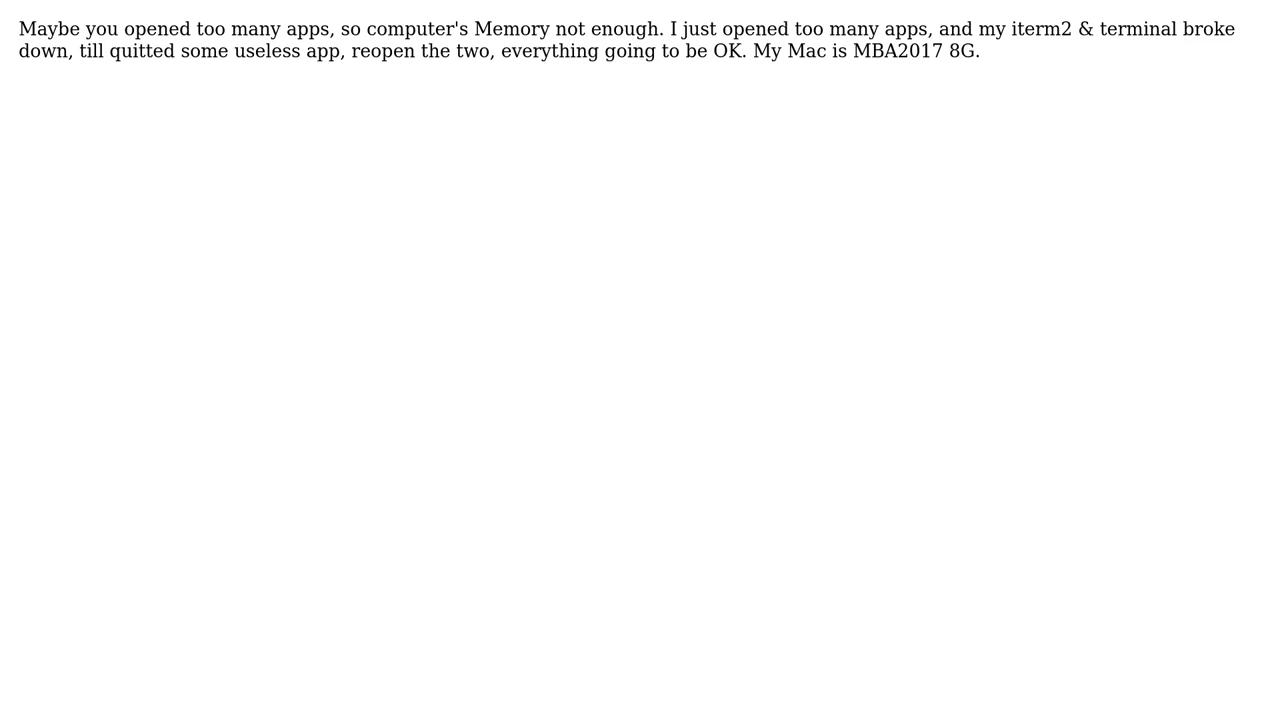 Maybe you opened too many apps, so computer's Memory not enough. I just opened too many apps, and my iterm2 & terminal broke
down, till quitted some useless app, reopen the two, everything going to be OK. My Mac is MBA2017 8G.